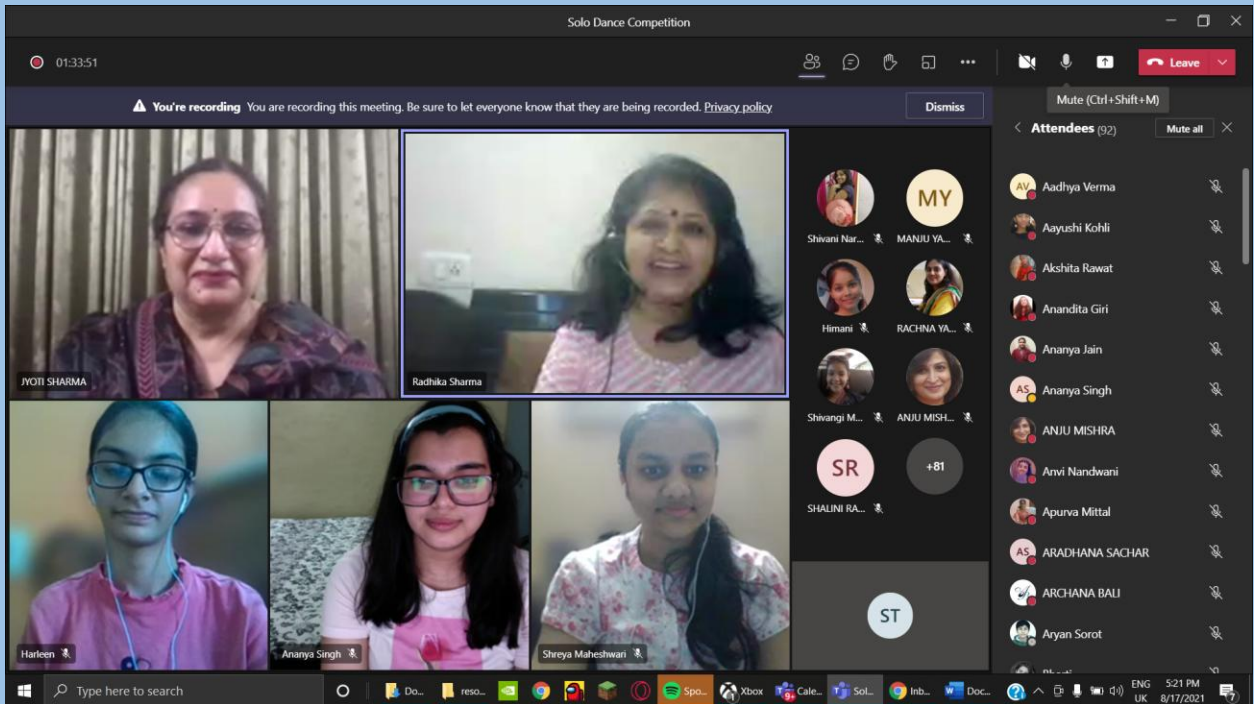 Solo Dance Competition
01:33:51
Leave
You're recording You are recording this meeting. Be sure to let everyone know that they are being recorded. Privacy policy
Dismiss
Mute (Ctrl+Shift+M)
Attendees (92)
Mute all
JYOTI SHARMA
Radhika Sharma
Harleen
Ananya Singh
Shreya Maheshwari
MY
Shivani Nar...
MANJU YA...
Himani
RACHNA YA...
Shivangi M...
ANJU MISH...
SR
+81
SHALINI RA...
ST
AV Aadhya Verma
Aayushi Kohli
Akshita Rawat
Anandita Giri
Ananya Jain
AS Ananya Singh
ANJU MISHRA
Anvi Nandwani
Apurva Mittal
AS ARADHANA SACHAR
ARCHANA BALI
Aryan Sorot
Type here to search
Do...
reso...
Spo...
Xbox
9+
Cale...
Sol...
Inb...
Doc...
ENG
UK
5:21 PM
8/17/2021
7